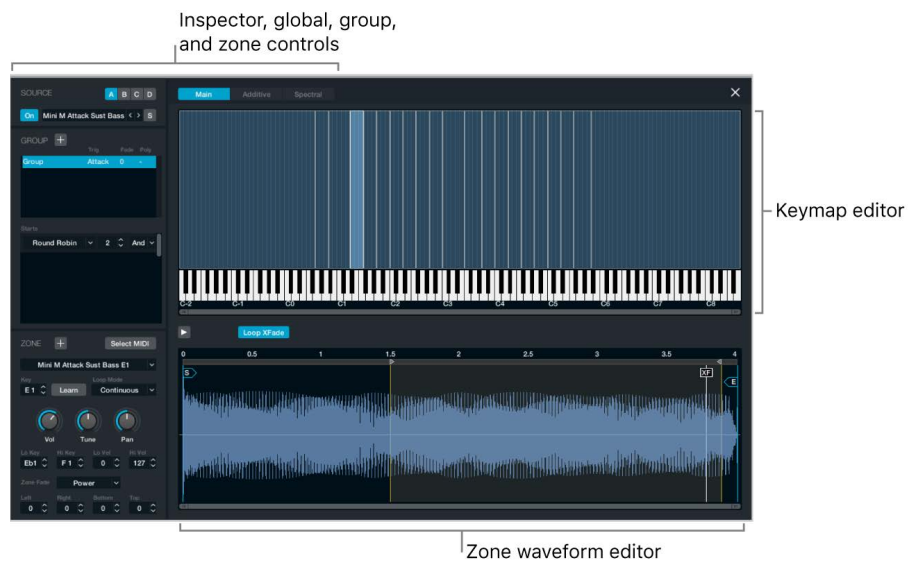 Inspector, global, group,
and zone controls
SOURCE A B C D
On Mini M Attack Sust Bass < > S
Main Additive Spectral
GROUP +
Trig Fade Poly
Group Attack 0 -
Starts
Round Robin 2 And
Keymap editor
C-2 C-1 C0 C1 C2 C3 C4 C5 C6 C7 C8
ZONE + Select MIDI
Loop XFade
Mini M Attack Sust Bass E1
0 0.5 1 1.5 2 2.5 3 3.5 4
S XF E
Key Loop Mode
E 1 Learn Continuous
Vol Tune Pan
Lo Key Hi Key Lo Vel Hi Vel
Eb1 F 1 0 127
Zone Fade Power
Left Right Bottom Top
0 0 0 0
Zone waveform editor